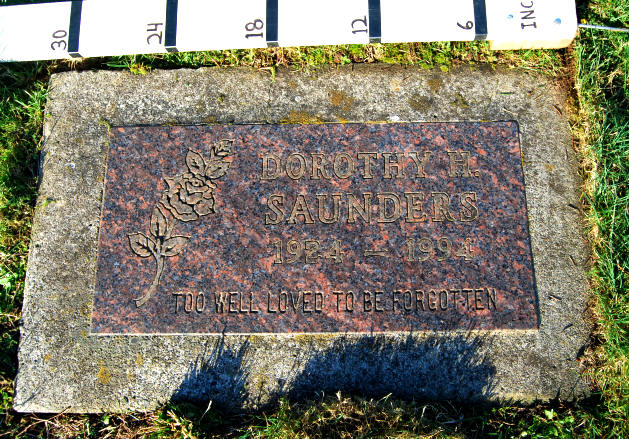 30 24 18 12 6 INC
DOROTHY H.
SAUNDERS
1924 — 1994
TOO WELL LOVED TO BE FORGOTTEN